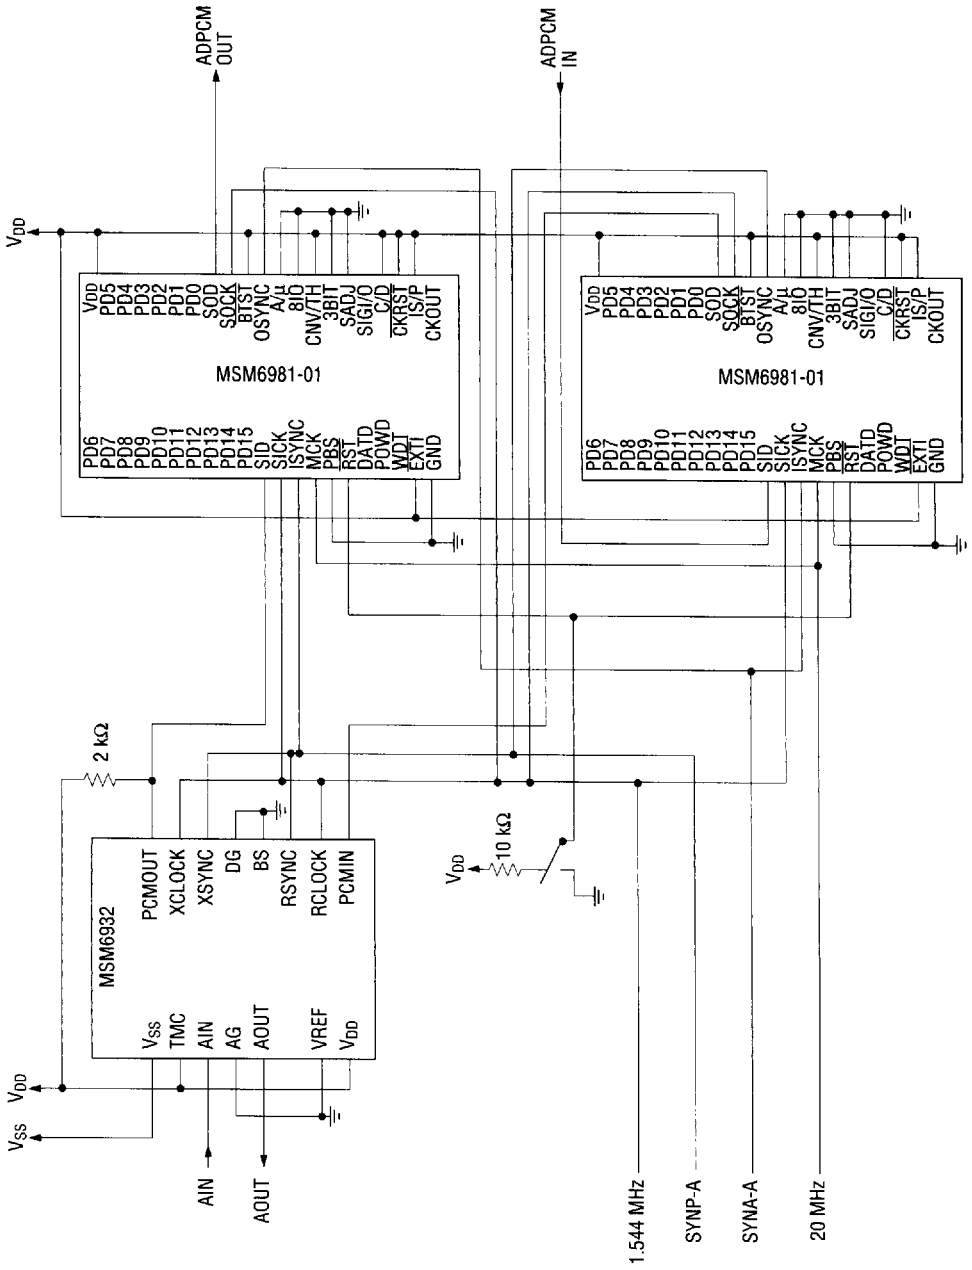 VSS
VDD
AIN
AOUT
MSM6932
VSS
TMC
AIN
AG
AOUT
VREF
VDD
PCMOUT
XCLOCK
XSYNC
DG
BS
RSYNC
RCLOCK
PCMIN
2 kΩ
VDD
10 kΩ
1.544 MHz
SYNP-A
SYNA-A
20 MHz
PD6
PD7
PD8
PD9
PD10
PD11
PD12
PD13
PD14
PD15
SID
SICK
ISYNC
MCK
PBS
RST
DATD
POWD
WDT
EXTI
GND
MSM6981-01
VDD
PD5
PD4
PD3
PD2
PD1
PD0
SOD
SOCK
BTST
OSYNC
A/μ
8IO
CNV/TH
3BIT
SADJ
SIGI/O
C/D
CKRST
IS/P
CKOUT
VDD
ADPCM
OUT
PD6
PD7
PD8
PD9
PD10
PD11
PD12
PD13
PD14
PD15
SID
SICK
ISYNC
MCK
PBS
RST
DATD
POWD
WDT
EXTI
GND
MSM6981-01
VDD
PD5
PD4
PD3
PD2
PD1
PD0
SOD
SOCK
BTST
OSYNC
A/μ
8IO
CNV/TH
3BIT
SADJ
SIGI/O
C/D
CKRST
IS/P
CKOUT
ADPCM
IN